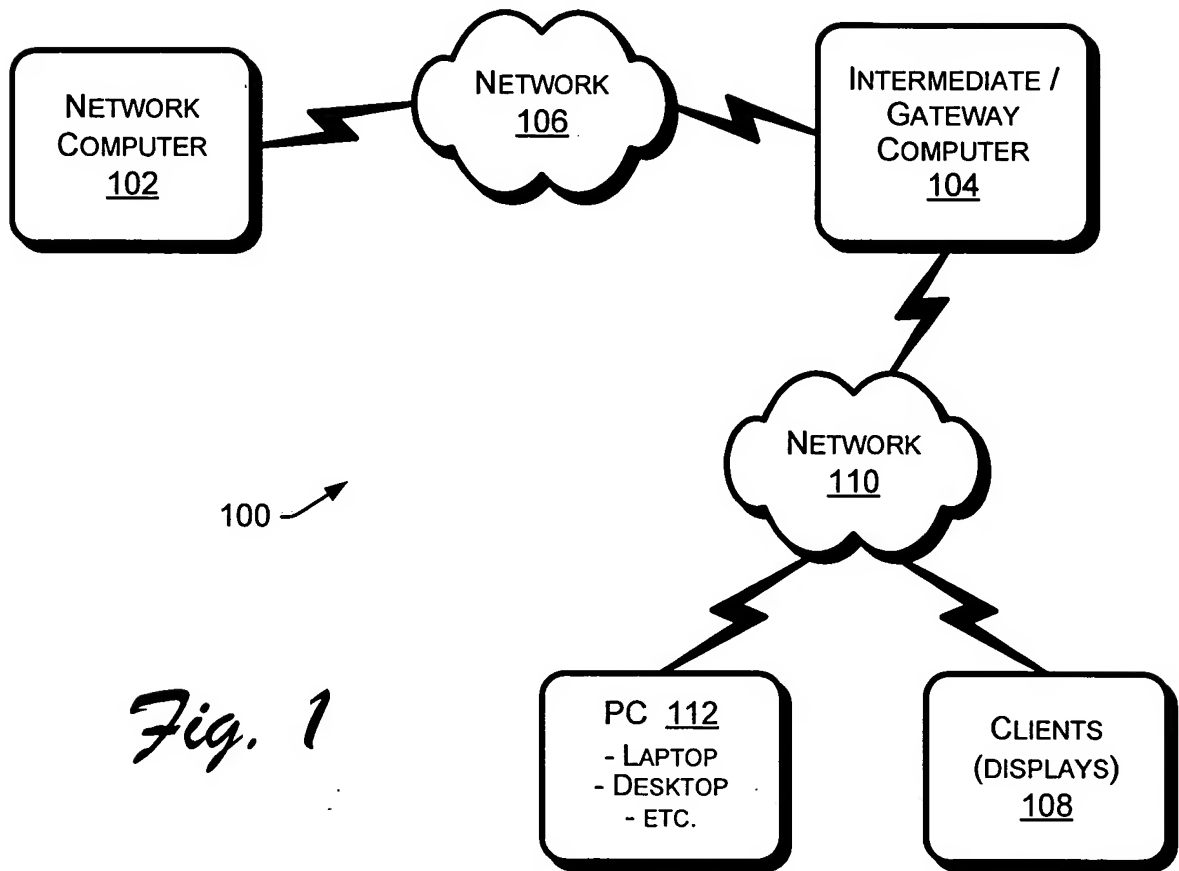 NETWORK
COMPUTER
102
NETWORK
106
INTERMEDIATE /
GATEWAY
COMPUTER
104
NETWORK
110
100
PC 112
- LAPTOP
- DESKTOP
- ETC.
CLIENTS
(DISPLAYS)
108
Fig. 1